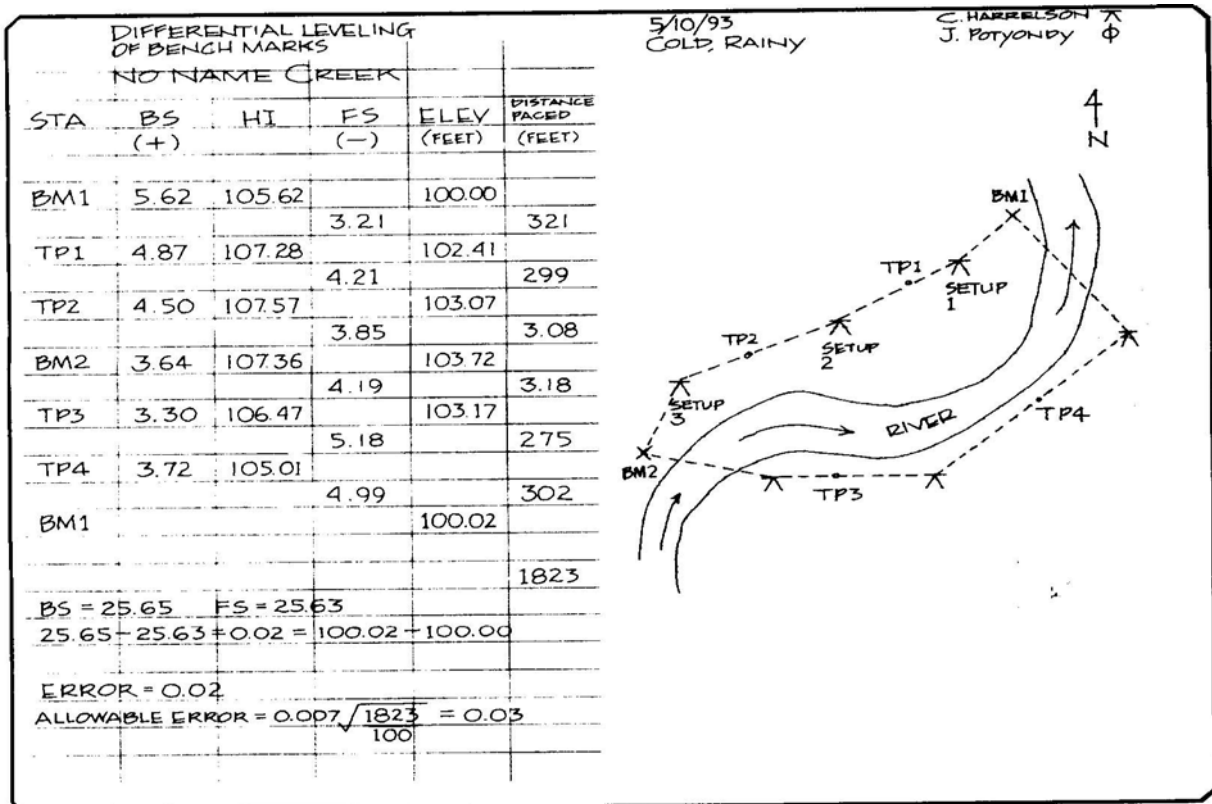 DIFFERENTIAL LEVELING
OF BENCH MARKS
NO NAME CREEK
STA BS HI FS ELEV DISTANCE PACED
(+) (−) (FEET) (FEET)
BM1 5.62 105.62 100.00
3.21 321
TP1 4.87 107.28 102.41
4.21 299
TP2 4.50 107.57 103.07
3.85 3.08
BM2 3.64 107.36 103.72
4.19 3.18
TP3 3.30 106.47 103.17
5.18 275
TP4 3.72 105.01
4.99 302
BM1 100.02
1823
BS = 25.65 FS = 25.63
25.65 − 25.63 = 0.02 = 100.02 − 100.00
ERROR = 0.02
ALLOWABLE ERROR = 0.007 √1823/100 = 0.03
5/10/93
COLD, RAINY
C. HARRELSON
J. POTYONDY
N
BM1
TP1
SETUP
1
TP2
SETUP
2
SETUP
3
RIVER
TP4
BM2
TP3